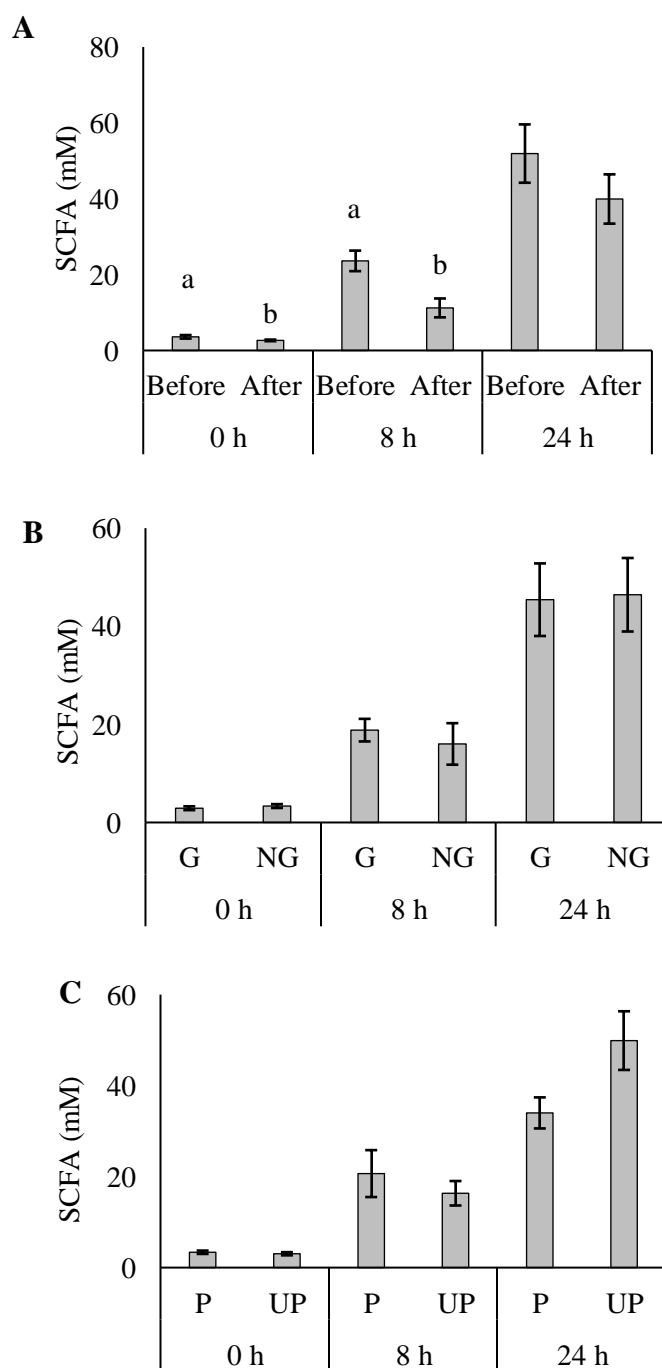 A
80
60
40
20
0
SCFA (mM)
a
b
a
b
Before After Before After Before After
0 h 8 h 24 h
B
60
40
20
0
SCFA (mM)
G NG G NG G NG
0 h 8 h 24 h
C
60
40
20
0
SCFA (mM)
P UP P UP P UP
0 h 8 h 24 h